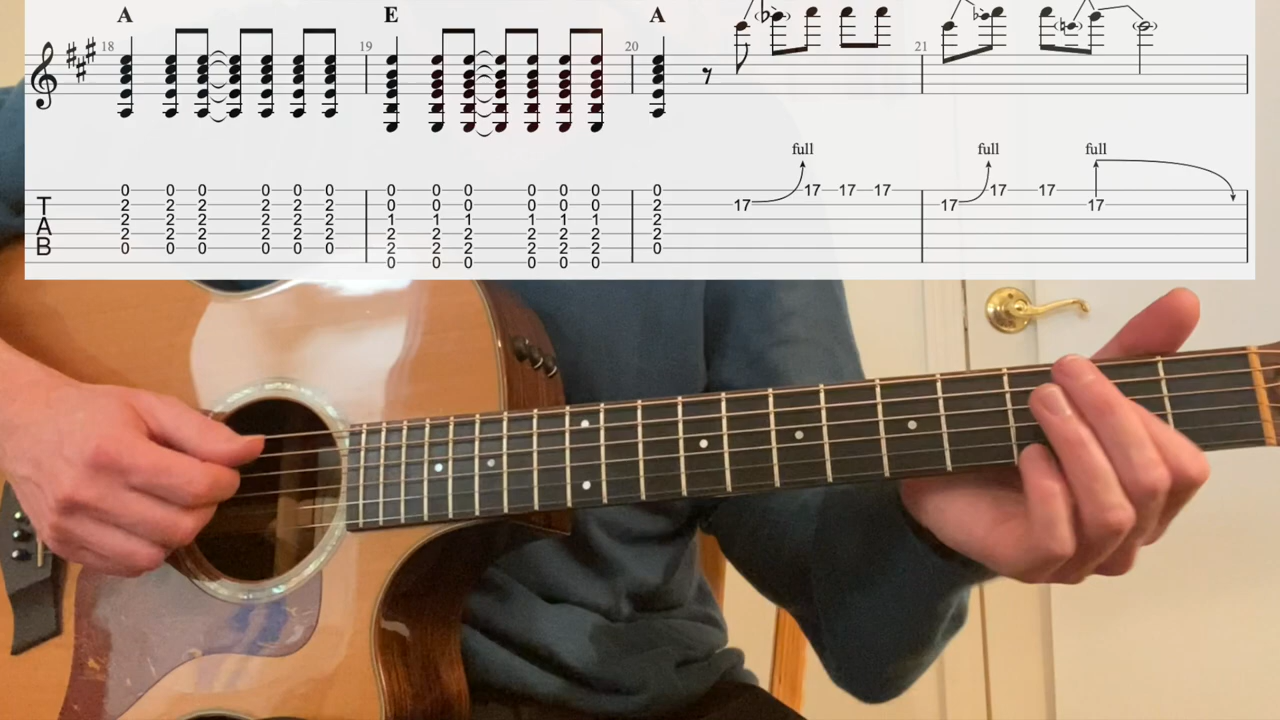 A E A
18 19 20 21
full full full
0 0 0 0 0 0 0 0 0 0 0 0 0 17 17 17 17 17
T 2 2 2 2 2 2 0 0 0 0 0 0 2 17 17 17
A 2 2 2 2 2 2 1 1 1 1 1 1 2
2 2 2 2 2 2 2 2 2 2 2 2 2
B 0 0 0 0 0 0 2 2 2 2 2 2 0
0 0 0 0 0 0